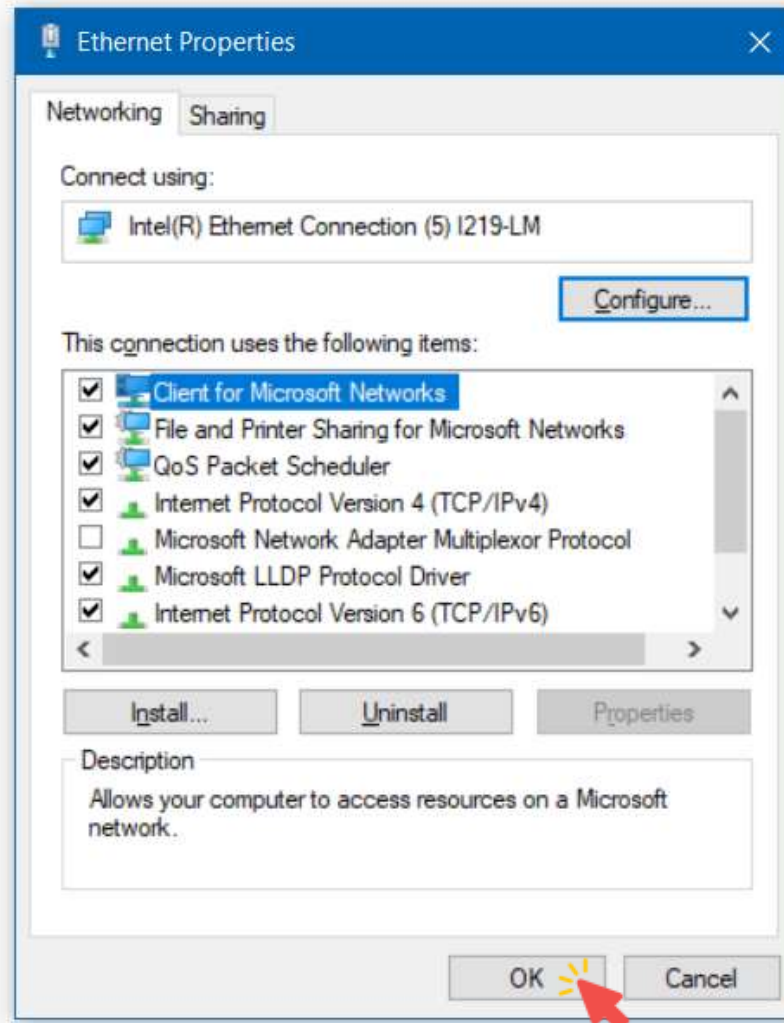 Ethernet Properties
Networking
Sharing
Connect using:
Intel(R) Ethernet Connection (5) I219-LM
Configure...
This connection uses the following items:
Client for Microsoft Networks
File and Printer Sharing for Microsoft Networks
QoS Packet Scheduler
Internet Protocol Version 4 (TCP/IPv4)
Microsoft Network Adapter Multiplexor Protocol
Microsoft LLDP Protocol Driver
Internet Protocol Version 6 (TCP/IPv6)
Install...
Uninstall
Properties
Description
Allows your computer to access resources on a Microsoft
network.
OK
Cancel